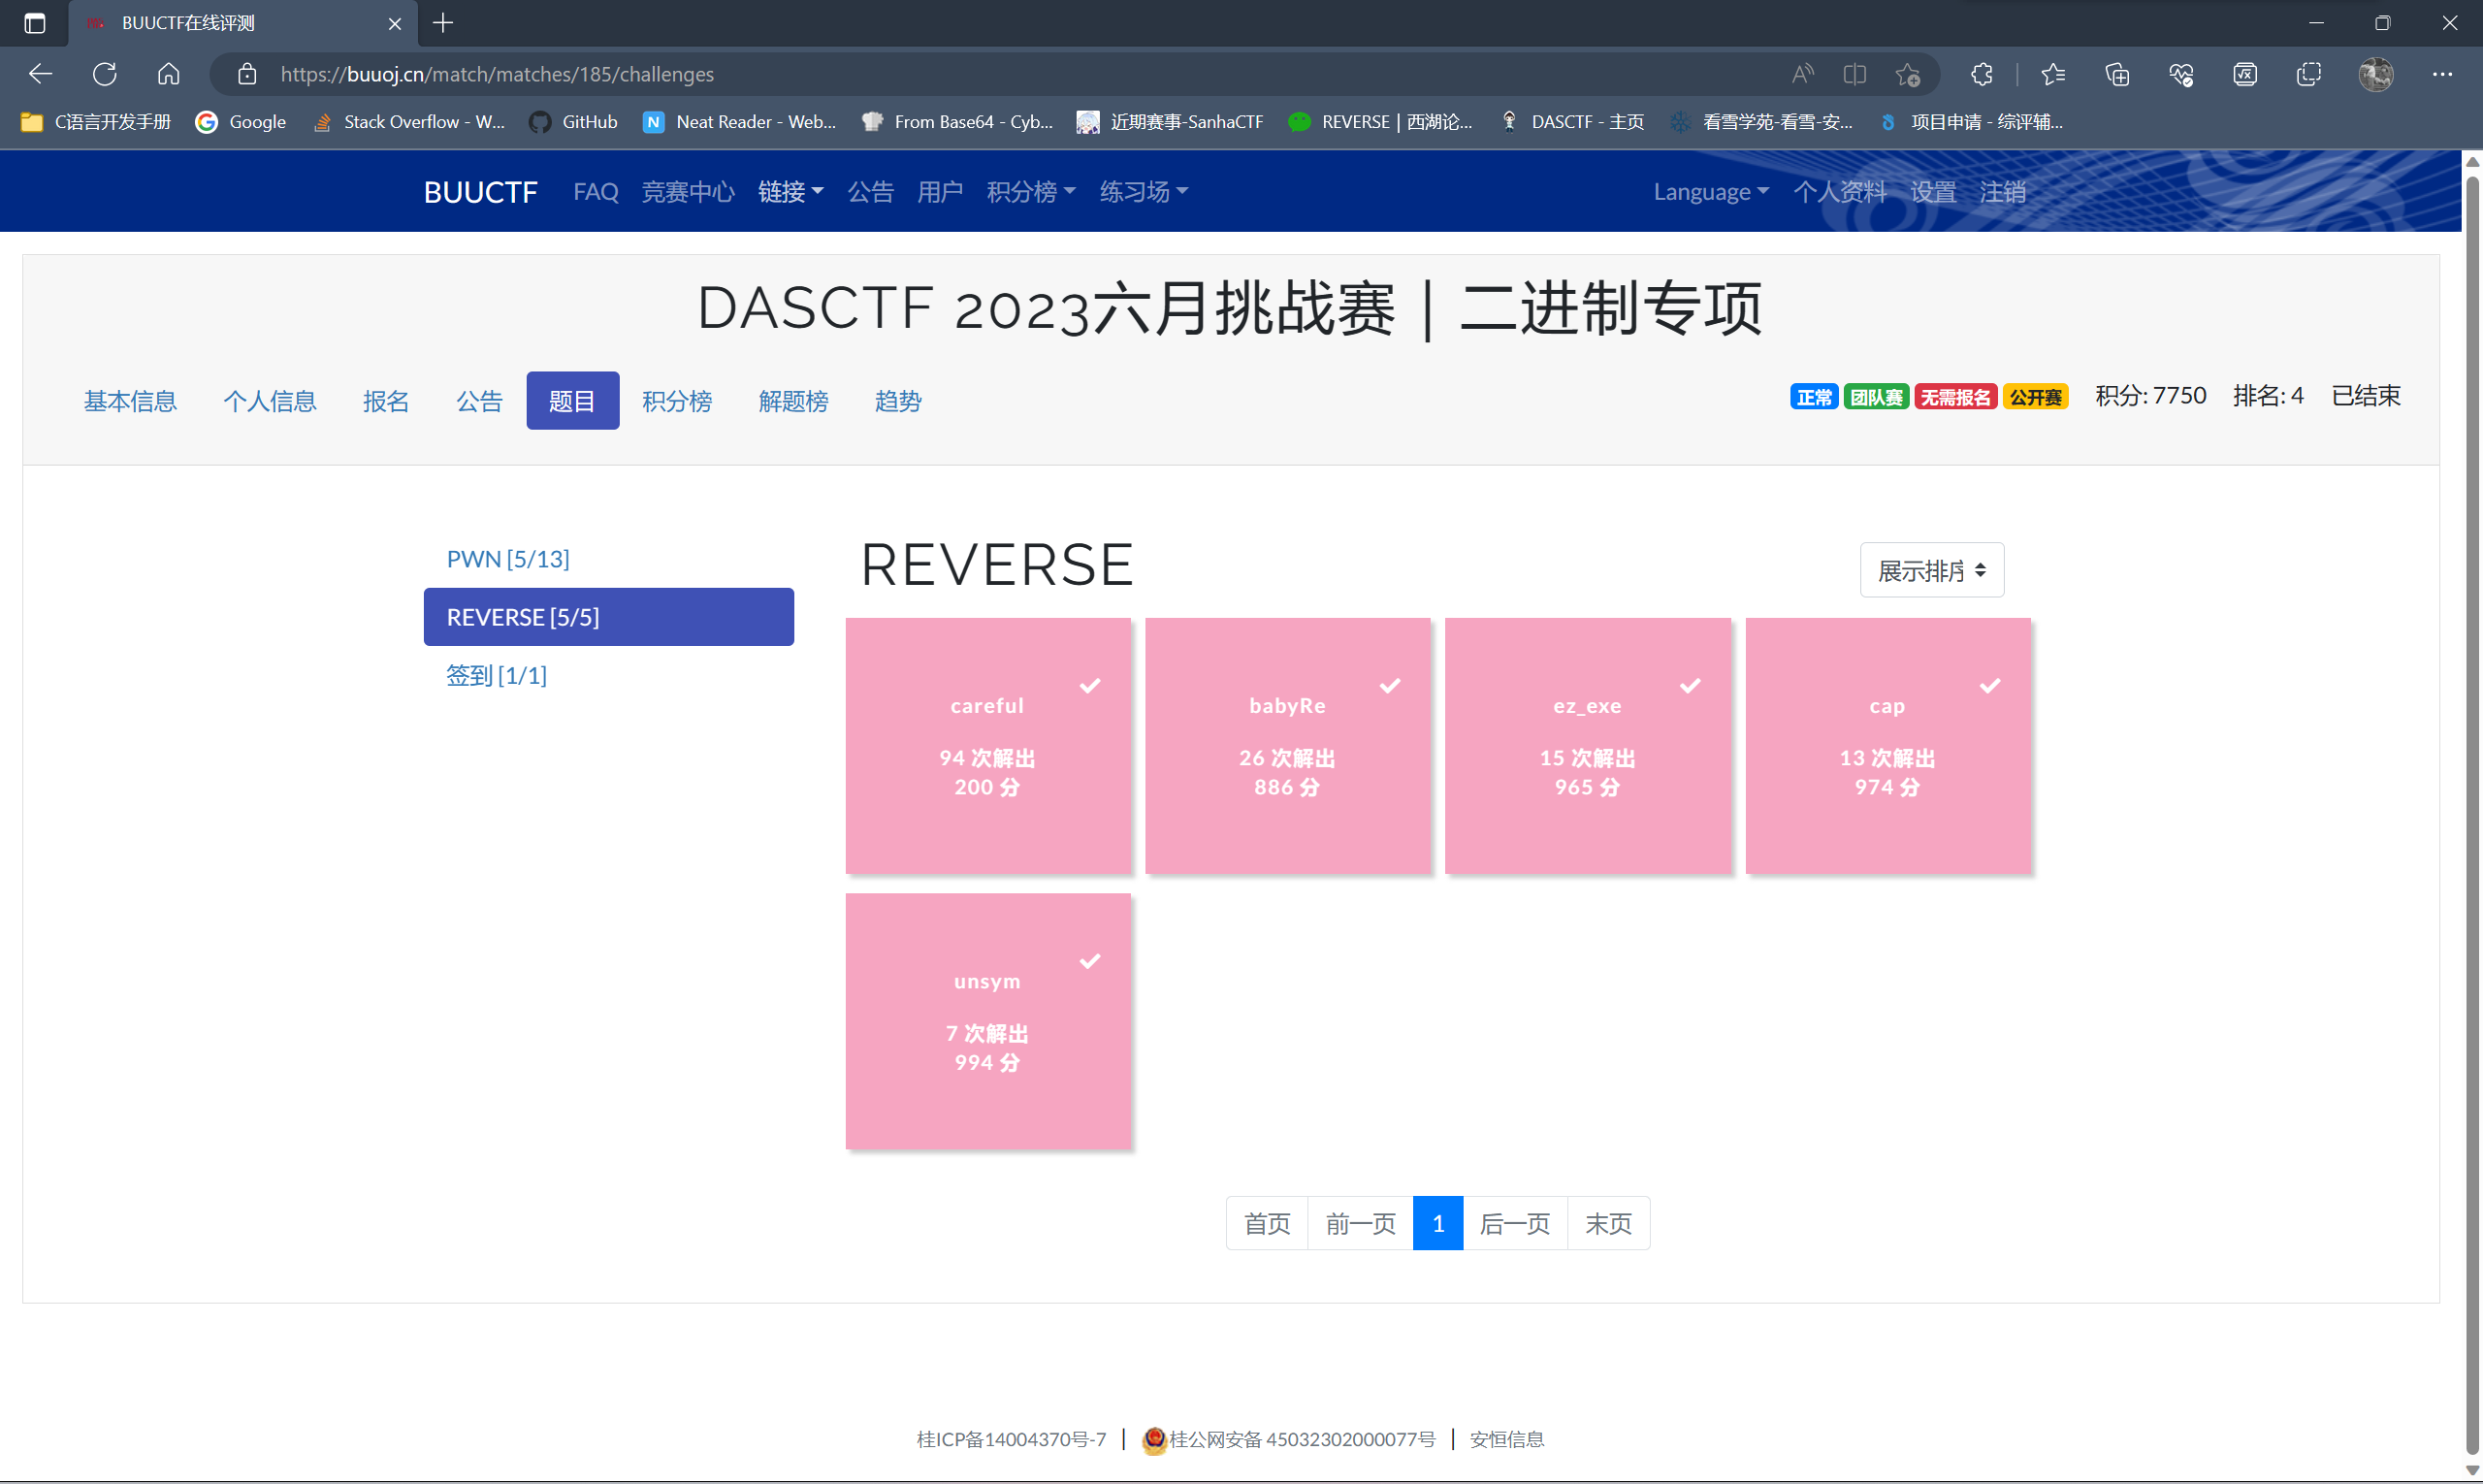 BUUCTF在线评测
https://buuoj.cn/match/matches/185/challenges
C语言开发手册 Google Stack Overflow - W... GitHub Neat Reader - Web... From Base64 - Cyb... 近期赛事-SanhaCTF REVERSE | 西湖论... DASCTF - 主页 看雪学苑-看雪-安... 项目申请 - 综评辅...
BUUCTF FAQ 竞赛中心 链接 公告 用户 积分榜 练习场 Language 个人资料 设置 注销
DASCTF 2023六月挑战赛｜二进制专项
基本信息 个人信息 报名 公告 题目 积分榜 解题榜 趋势 正常 团队赛 无需报名 公开赛 积分: 7750 排名: 4 已结束
PWN [5/13]
REVERSE [5/5]
签到 [1/1]
REVERSE
展示排序
careful
94 次解出
200 分
babyRe
26 次解出
886 分
ez_exe
15 次解出
965 分
cap
13 次解出
974 分
unsym
7 次解出
994 分
首页 前一页 1 后一页 末页
桂ICP备14004370号-7 | 桂公网安备 45032302000077号 | 安恒信息